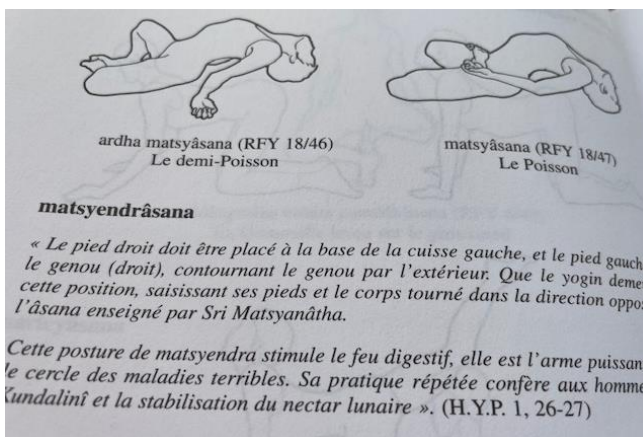 ardha matsyâsana (RFY 18/46)
Le demi-Poisson
matsyâsana (RFY 18/47)
Le Poisson
matsyendrâsana
« Le pied droit doit être placé à la base de la cuisse gauche, et le pied gauch
le genou (droit), contournant le genou par l'extérieur. Que le yogin deme
cette position, saisissant ses pieds et le corps tourné dans la direction oppo
l'âsana enseigné par Sri Matsyanâtha.
Cette posture de matsyendra stimule le feu digestif, elle est l'arme puissan
le cercle des maladies terribles. Sa pratique répétée confère aux homme
Kundalinî et la stabilisation du nectar lunaire ». (H.Y.P. 1, 26-27)